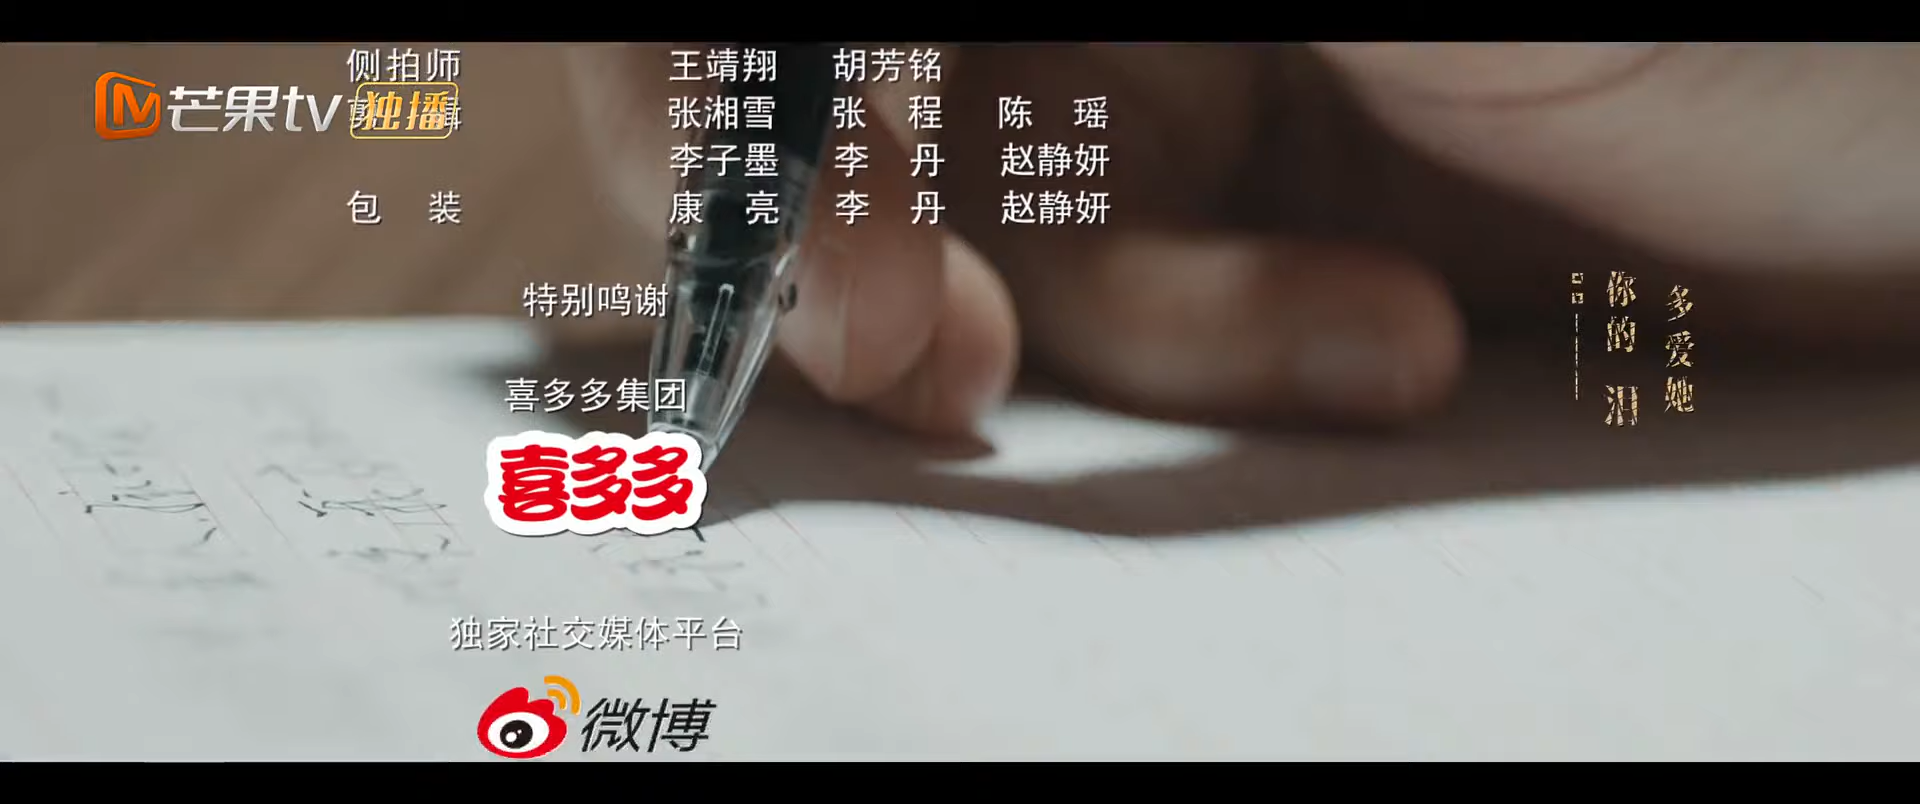 侧拍师 王靖翔 胡芳铭
芒果tv 独播
剪辑 张湘雪 张程 陈瑶
李子墨 李丹 赵静妍
包装 康亮 李丹 赵静妍
特别鸣谢
喜多多集团
喜多多
独家社交媒体平台
微博
多爱她
你的泪